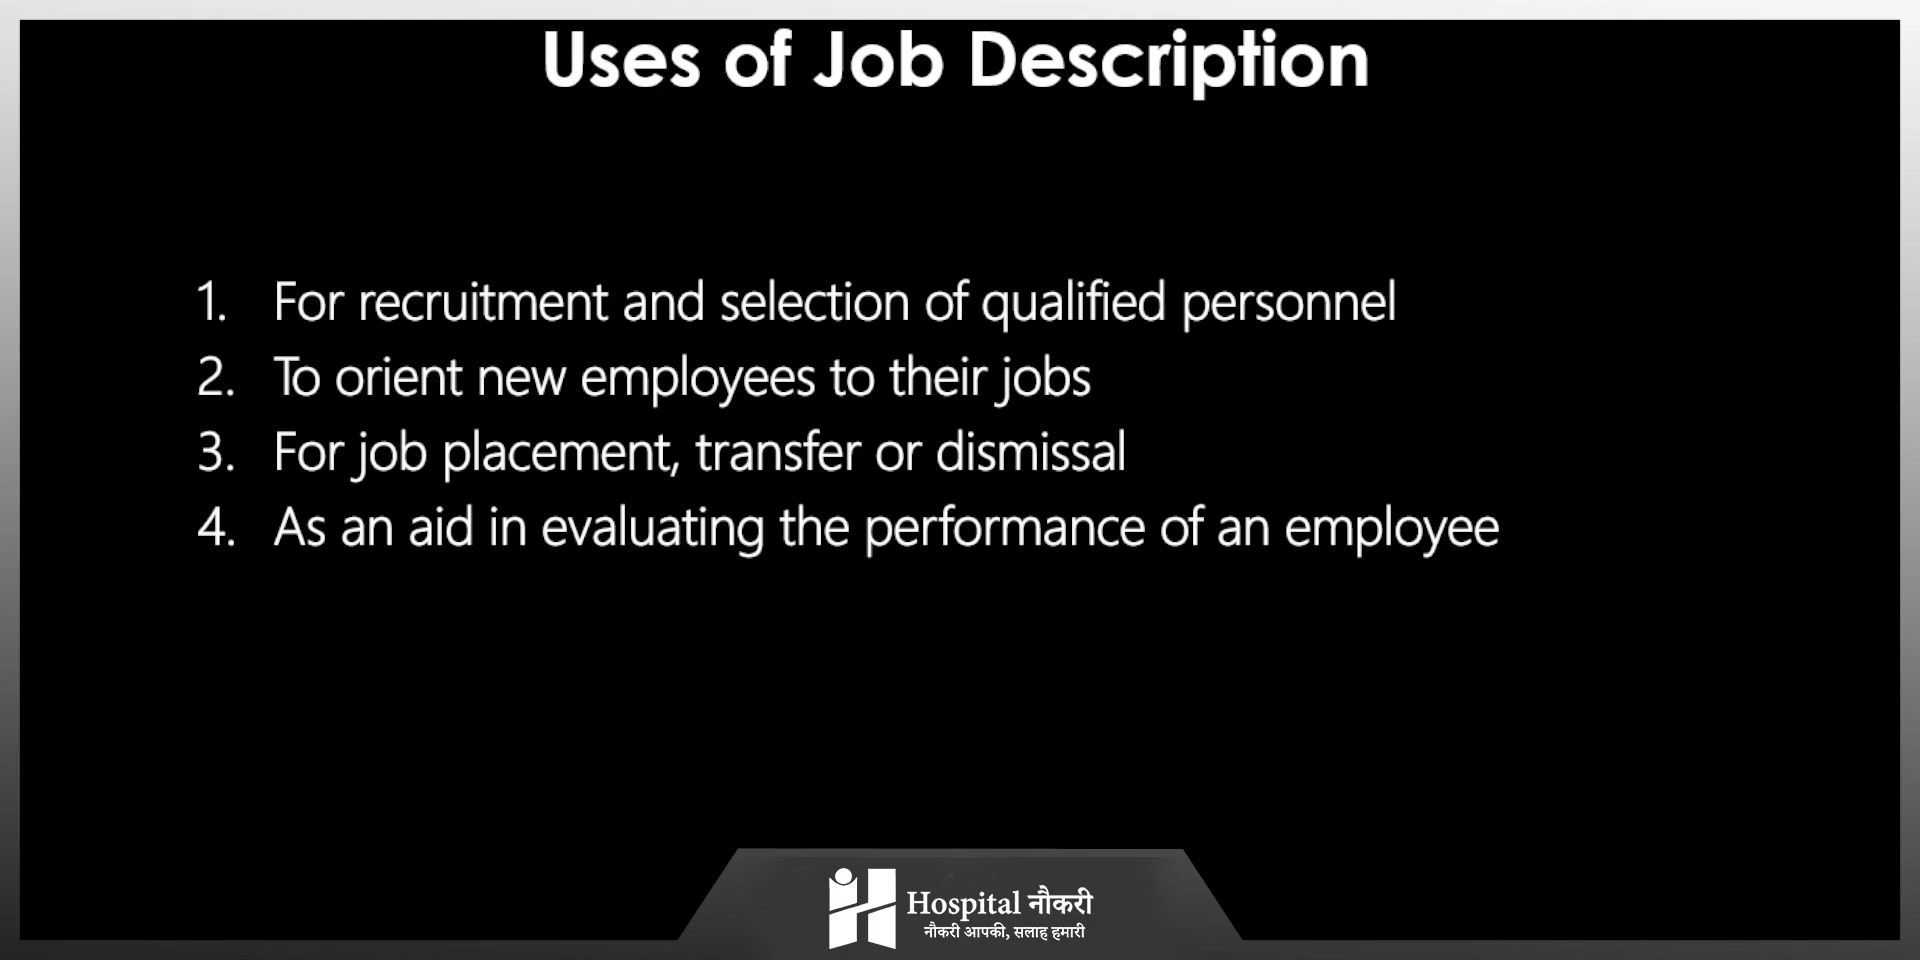 Uses of Job Description
1. For recruitment and selection of qualified personnel
2. To orient new employees to their jobs
3. For job placement, transfer or dismissal
4. As an aid in evaluating the performance of an employee
Hospital नौकरी
नौकरी आपकी, सलाह हमारी